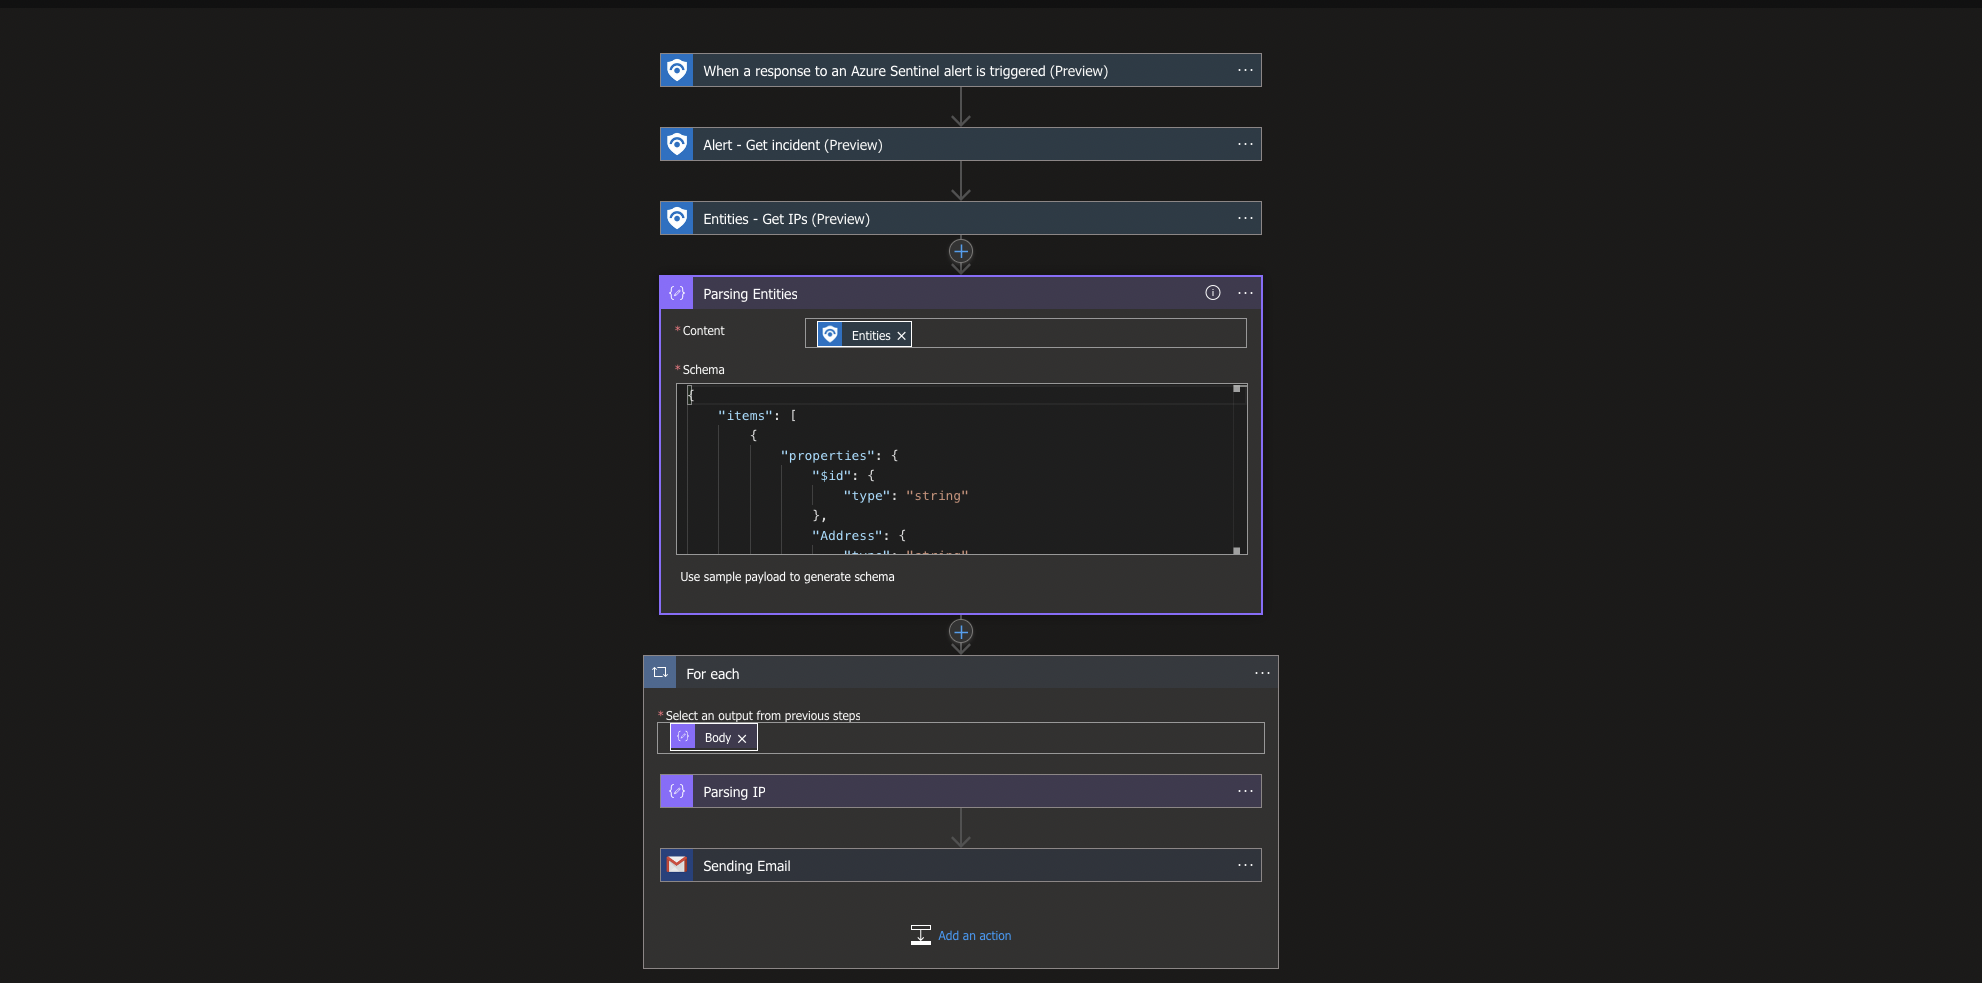 When a response to an Azure Sentinel alert is triggered (Preview)
Alert - Get incident (Preview)
Entities - Get IPs (Preview)
Parsing Entities
* Content
Entities
* Schema
{
"items": [
{
"properties": {
"$id": {
"type": "string"
},
"Address": {
"type": "string"
Use sample payload to generate schema
For each
* Select an output from previous steps
Body
Parsing IP
Sending Email
Add an action